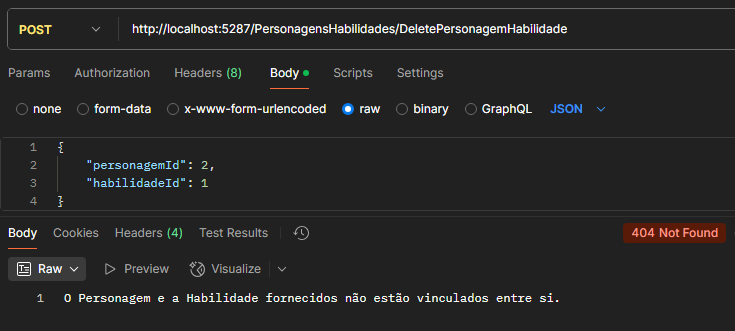 POST http://localhost:5287/PersonagensHabilidades/DeletePersonagemHabilidade
Params Authorization Headers (8) Body Scripts Settings
none form-data x-www-form-urlencoded raw binary GraphQL JSON
1 {
2 "personagemId": 2,
3 "habilidadeId": 1
4 }
Body Cookies Headers (4) Test Results 404 Not Found
Raw Preview Visualize
1 O Personagem e a Habilidade fornecidos não estão vinculados entre si.